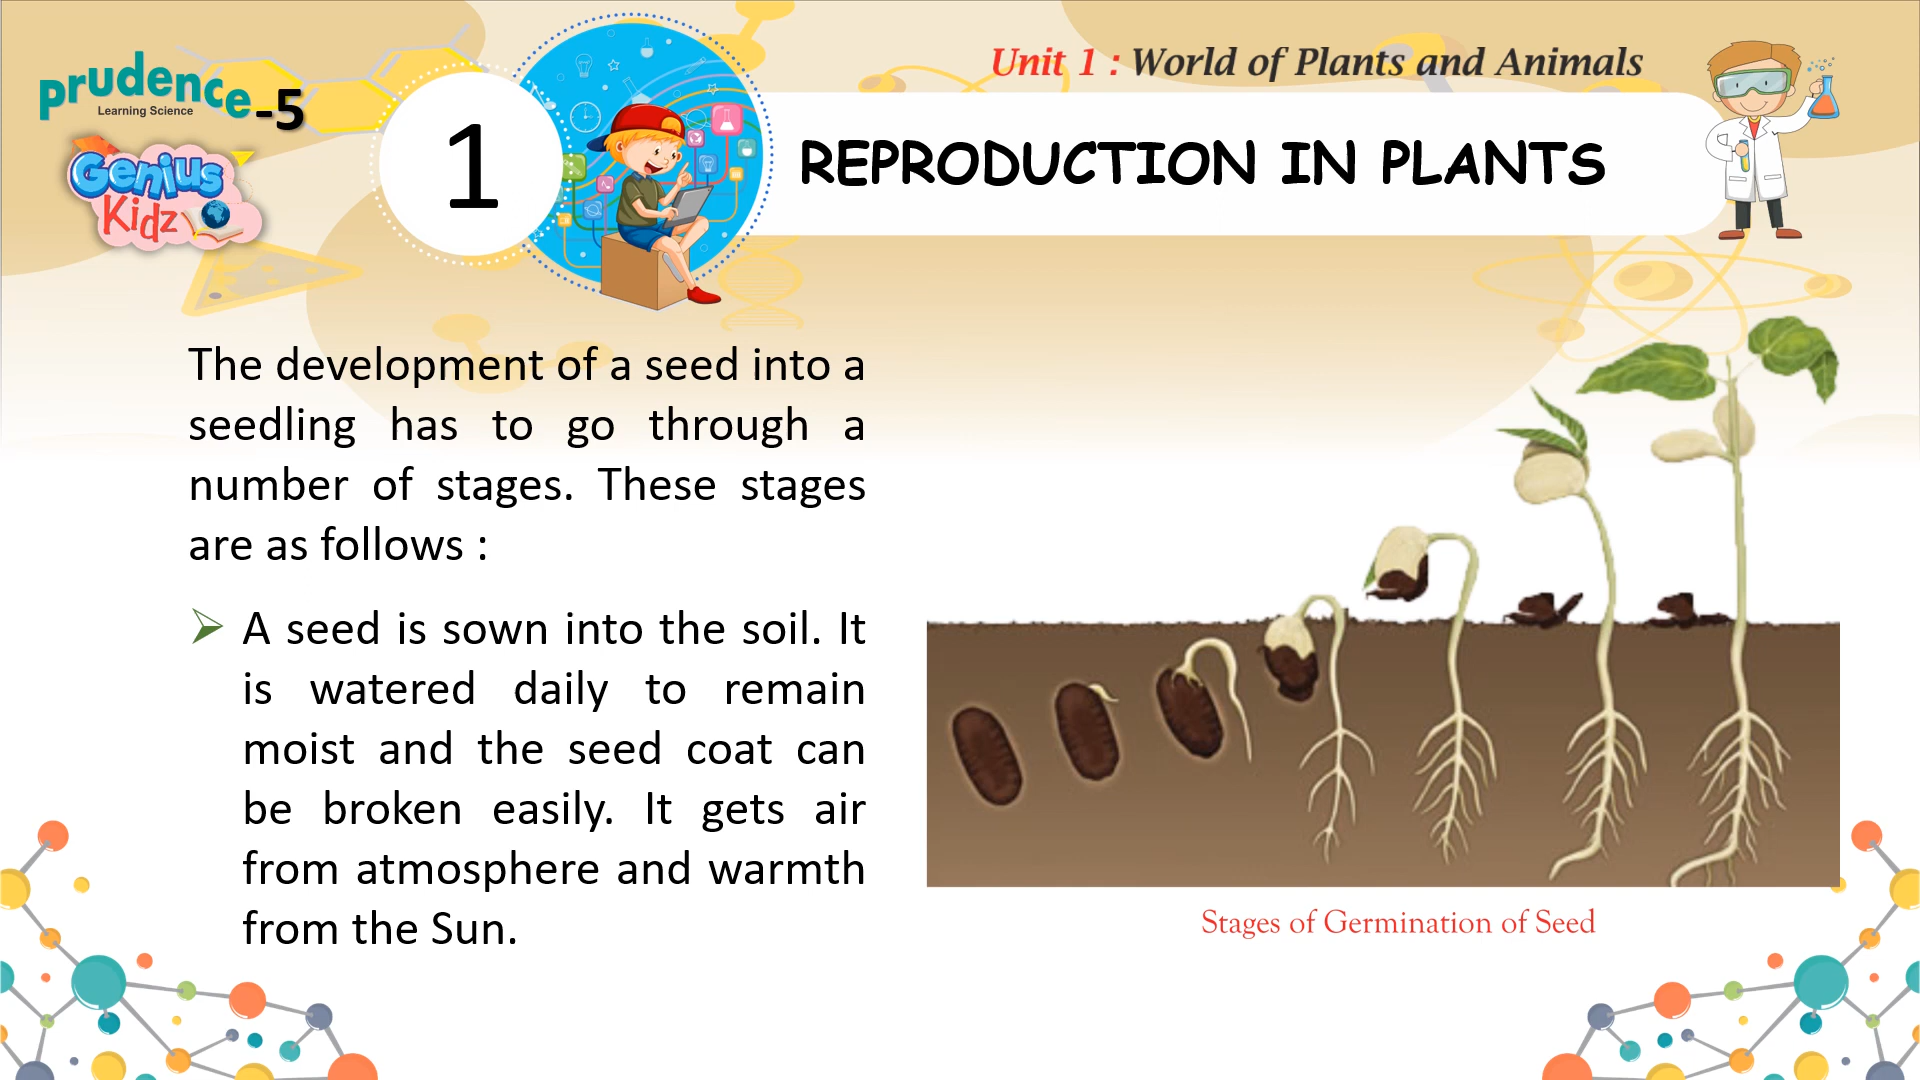 prudence-5
Learning Science
Genius
Kidz
1
Unit 1 : World of Plants and Animals
REPRODUCTION IN PLANTS
The development of a seed into a
seedling has to go through a
number of stages. These stages
are as follows :
A seed is sown into the soil. It
is watered daily to remain
moist and the seed coat can
be broken easily. It gets air
from atmosphere and warmth
from the Sun.
Stages of Germination of Seed